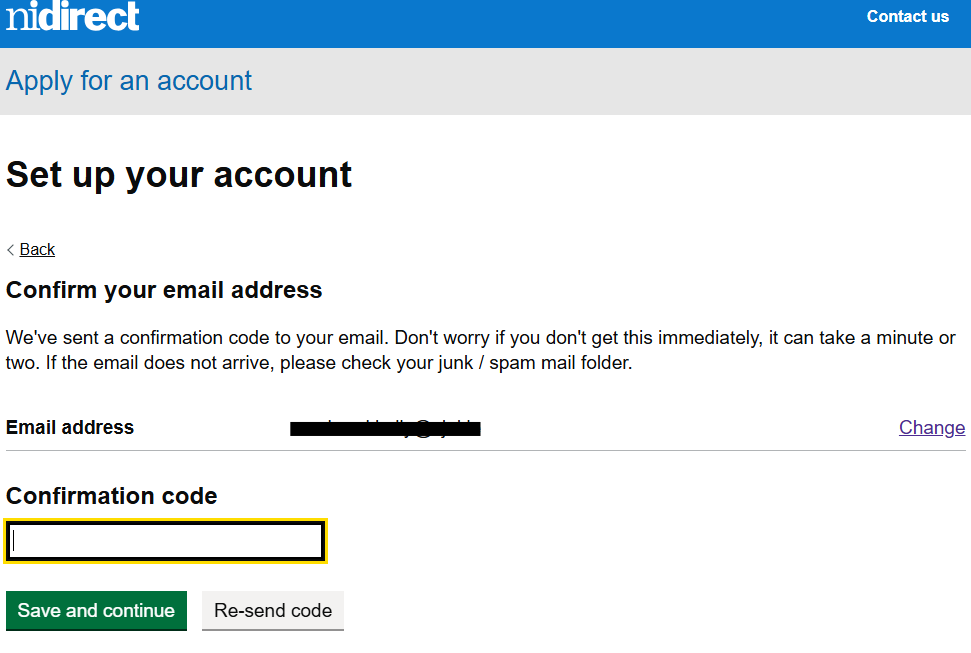 nidirect
Contact us
Apply for an account
Set up your account
Back
Confirm your email address
We've sent a confirmation code to your email. Don't worry if you don't get this immediately, it can take a minute or
two. If the email does not arrive, please check your junk / spam mail folder.
Email address
Change
Confirmation code
Save and continue
Re-send code